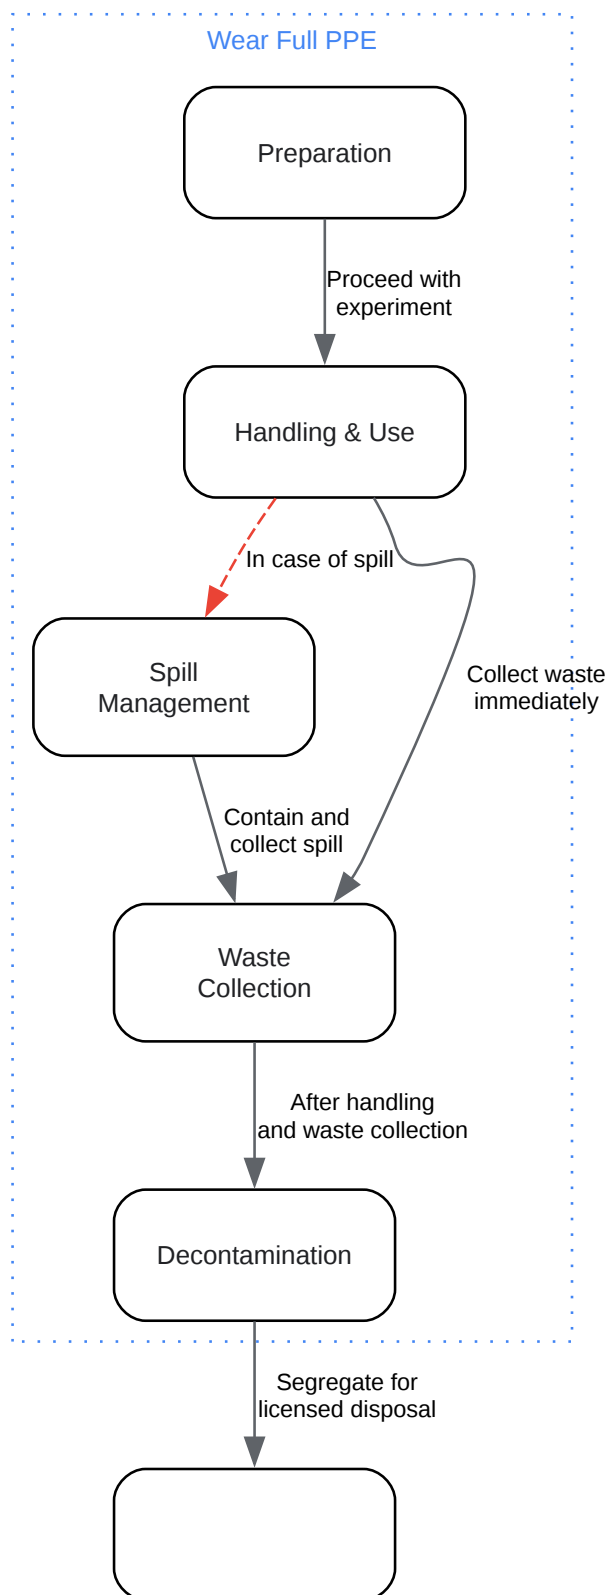 Wear Full PPE
Preparation
Proceed with
experiment
Handling & Use
In case of spill
Spill
Management
Collect waste
immediately
Contain and
collect spill
Waste
Collection
After handling
and waste collection
Decontamination
Segregate for
licensed disposal